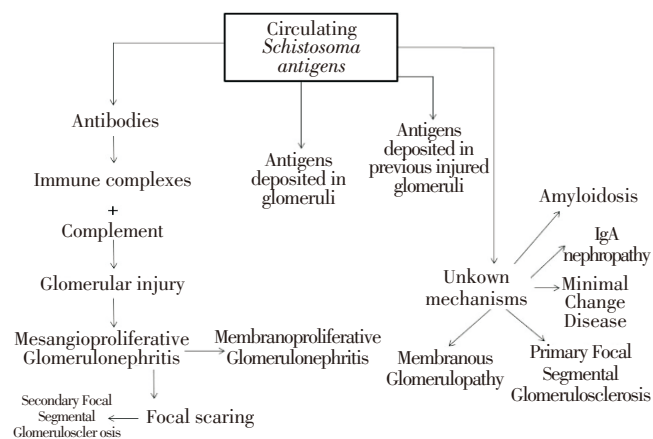 Circulating
Schistosoma
antigens
Antibodies
Immune complexes
+
Complement
Glomerular injury
Mesangioproliferative
Glomerulonephritis
Membranoproliferative
Glomerulonephritis
Focal scaring
Secondary Focal
Segmental
Glomeruloscler osis
Antigens
deposited in
glomeruli
Antigens
deposited in
previous injured
glomeruli
Unkown
mechanisms
Amyloidosis
IgA
nephropathy
Minimal
Change
Disease
Primary Focal
Segmental
Glomerulosclerosis
Membranous
Glomerulopathy